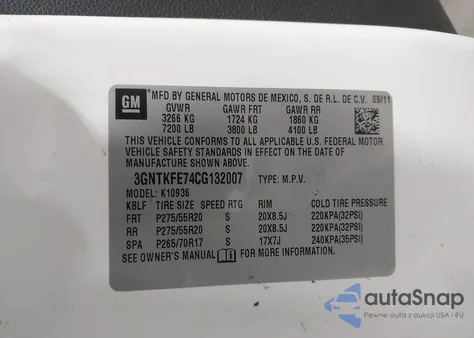 GM
*MFD BY GENERAL MOTORS DE MEXICO, S. DE R.L. DE C.V. 09/11
GVWR GAWR FRT GAWR RR
3266 KG 1724 KG 1860 KG
7200 LB 3800 LB 4100 LB
THIS VEHICLE CONFORMS TO ALL APPLICABLE U.S. FEDERAL MOTOR
VEHICLE SAFETY STANDARDS IN EFFECT ON THE DATE OF
MANUFACTURE SHOWN ABOVE.
3GNTKFE74CG132007 TYPE: M.P.V.
MODEL: K10936
KBLF TIRE SIZE SPEED RTG RIM COLD TIRE PRESSURE
FRT P275/55R20 S 20X8.5J 220KPA(32PSI)
RR P275/55R20 S 20X8.5J 220KPA(32PSI)
SPA P265/70R17 S 17X7J 240KPA(35PSI)
SEE OWNER'S MANUAL FOR MORE INFORMATION.
autoSnap
Pewne auta z aukcji USA i EU